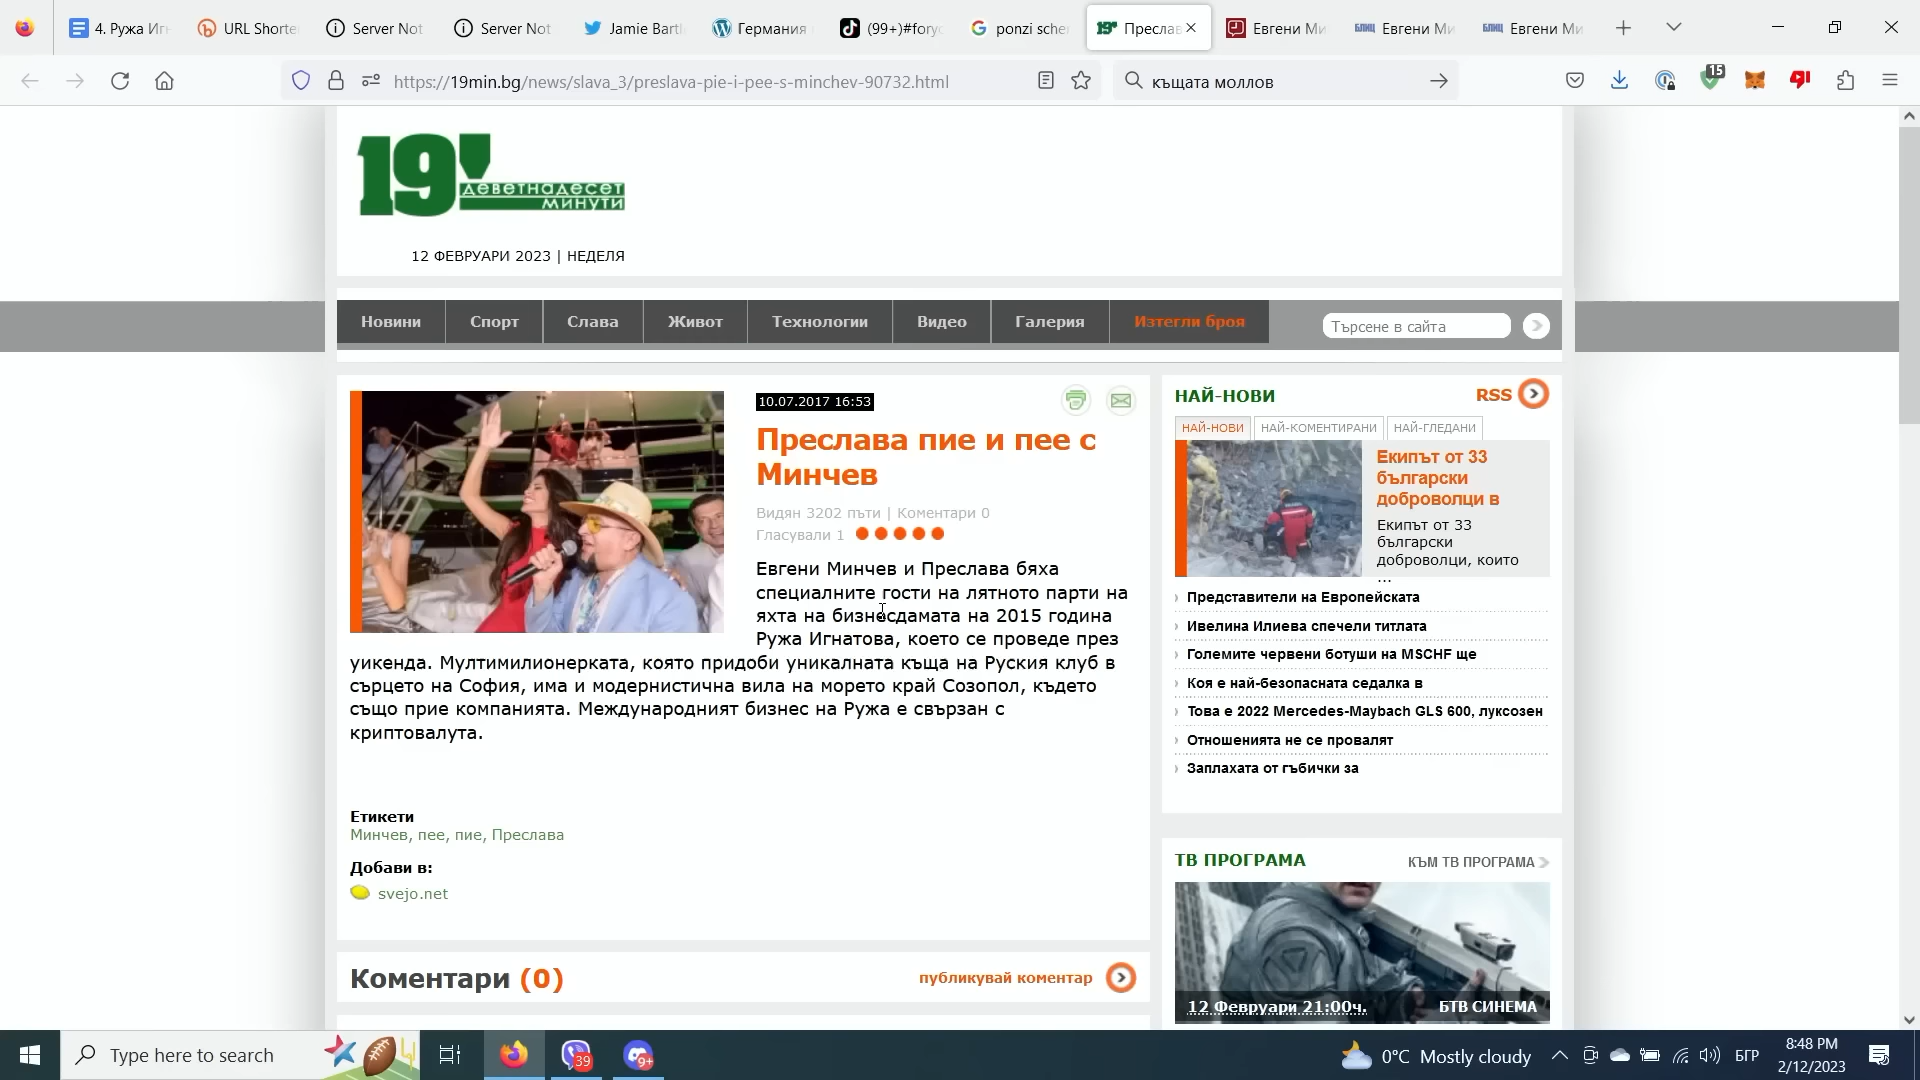 4. Ружа Игн
URL Shorte
Server Not
Server Not
Jamie Bartl
Германия
(99+)#foryo
ponzi sche
Преслав
Евгени Ми
БЛИЦ
Евгени Ми
БЛИЦ
Евгени Ми
https://19min.bg/news/slava_3/preslava-pie-i-pee-s-minchev-90732.html
къщата моллов
15
19'
деветнадесет
минути
12 ФЕВРУАРИ 2023 | НЕДЕЛЯ
Новини
Спорт
Слава
Живот
Технологии
Видео
Галерия
Изтегли броя
Търсене в сайта
10.07.2017 16:53
Преслава пие и пее с
Минчев
Видян 3202 пъти | Коментари 0
Гласували 1
Евгени Минчев и Преслава бяха
специалните гости на лятното парти на
яхта на бизнесдамата на 2015 година
Ружа Игнатова, което се проведе през
уикенда. Мултимилионерката, която придоби уникалната къща на Руския клуб в
сърцето на София, има и модернистична вила на морето край Созопол, където
също прие компанията. Международният бизнес на Ружа е свързан с
криптовалута.
Етикети
Минчев, пее, пие, Преслава
Добави в:
svejo.net
Коментари (0)
публикувай коментар
НАЙ-НОВИ
RSS
НАЙ-НОВИ
НАЙ-КОМЕНТИРАНИ
НАЙ-ГЛЕДАНИ
Екипът от 33
български
доброволци в
Екипът от 33
български
доброволци, които
...
Представители на Европейската
Ивелина Илиева спечели титлата
Големите червени ботуши на MSCHF ще
Коя е най-безопасната седалка в
Това е 2022 Mercedes-Maybach GLS 600, луксозен
Отношенията не се провалят
Заплахата от гъбички за
ТВ ПРОГРАМА
КЪМ ТВ ПРОГРАМА
12 Февруари 21:00ч.
БТВ СИНЕМА
Type here to search
39
9+
0°C Mostly cloudy
БГР
8:48 PM
2/12/2023